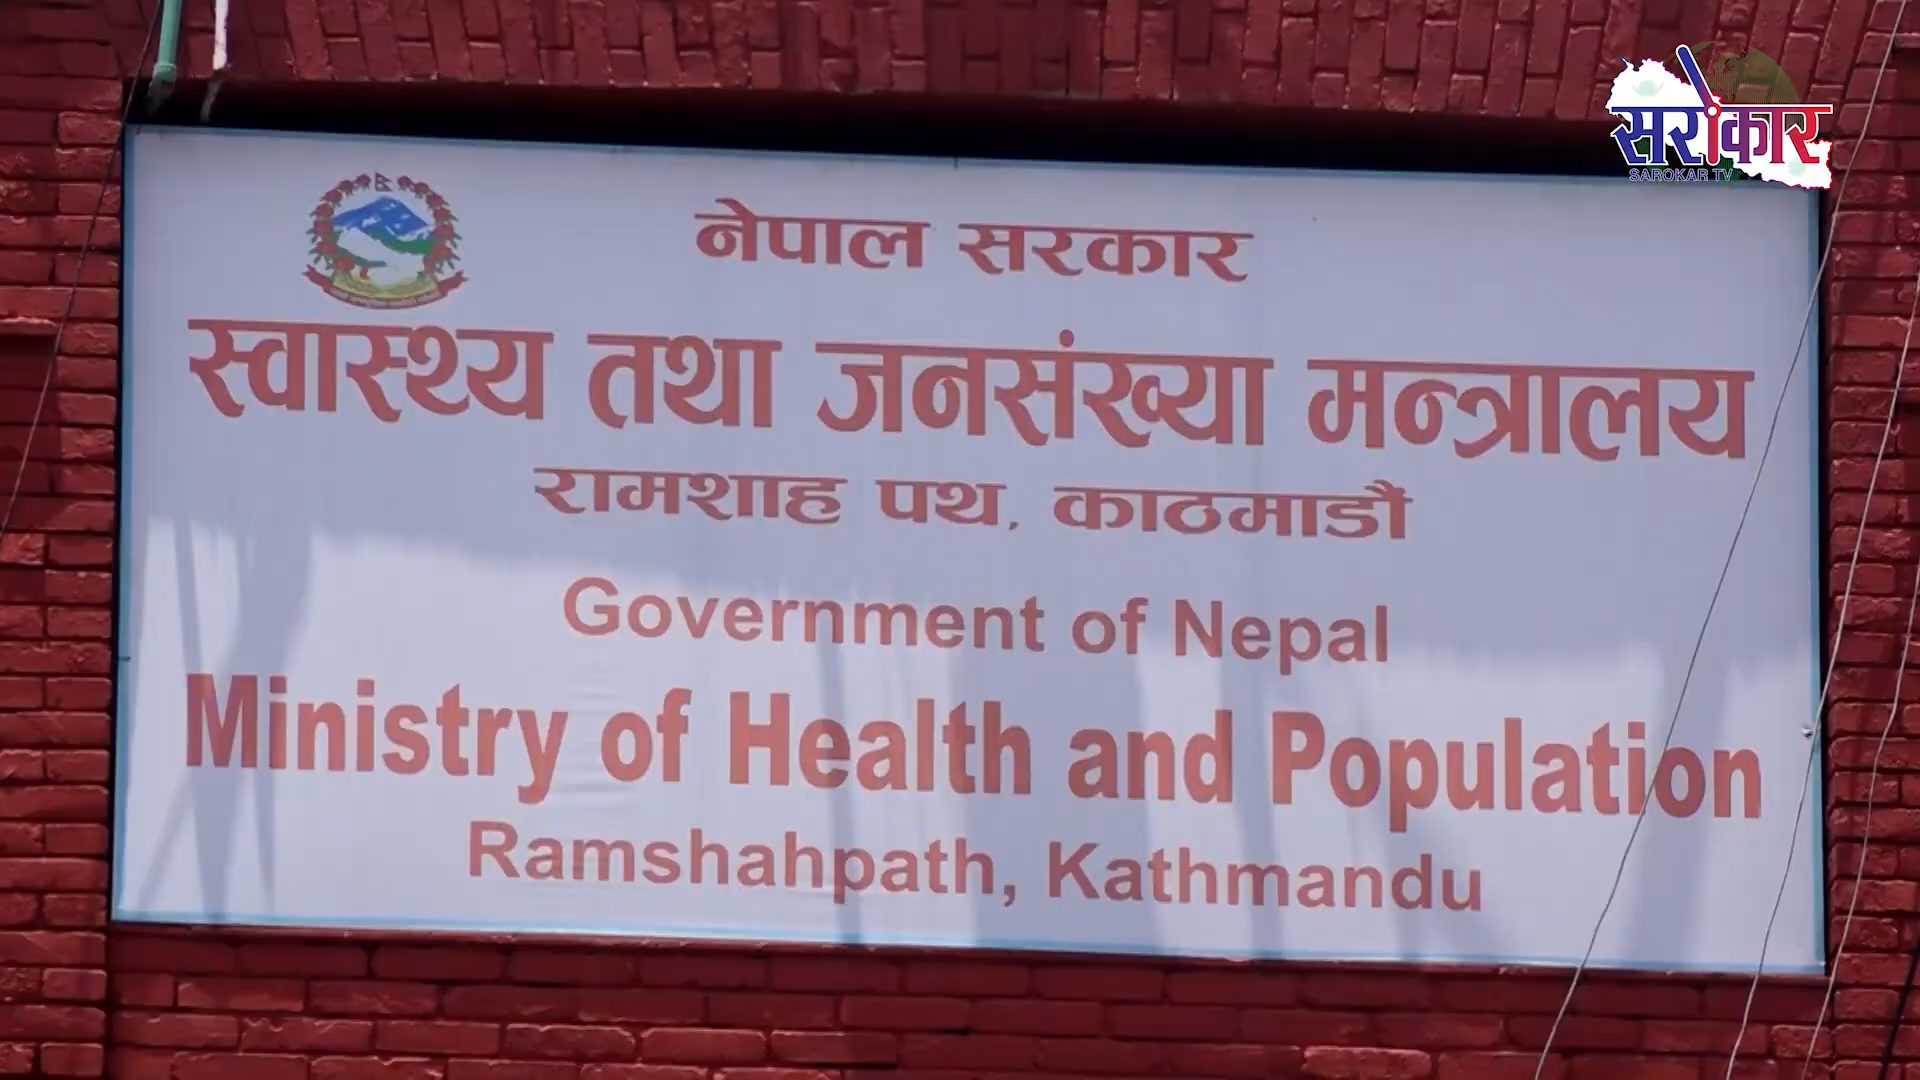 सरोकार
SAROKAR TV
नेपाल सरकार
स्वास्थ्य तथा जनसंख्या मन्त्रालय
रामशाह पथ, काठमाडौं
Government of Nepal
Ministry of Health and Population
Ramshahpath, Kathmandu